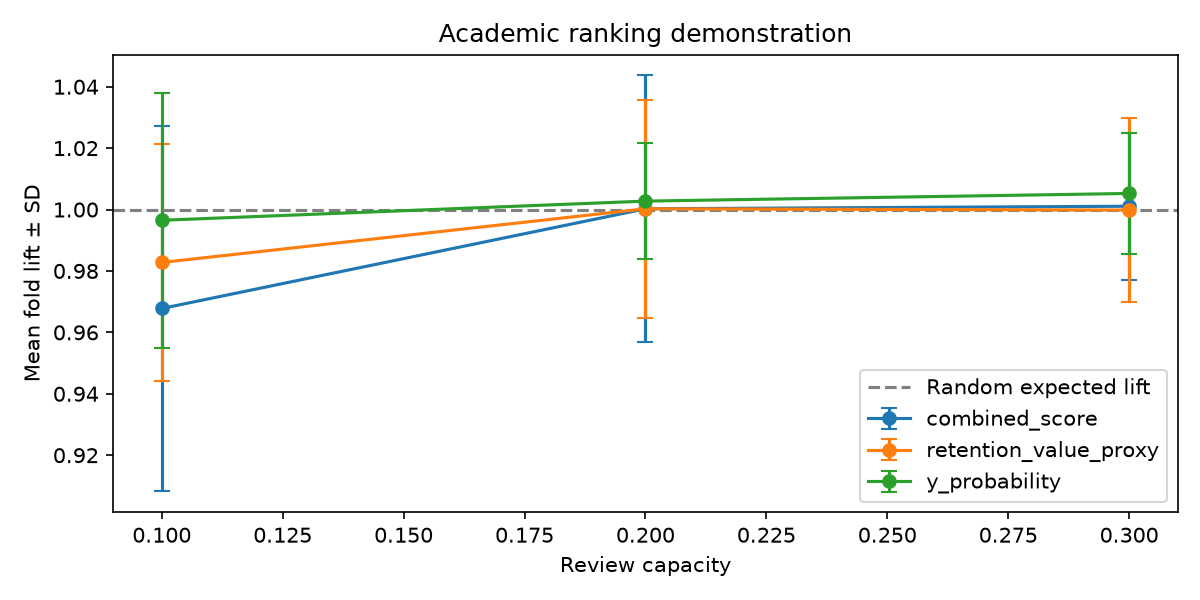 Academic ranking demonstration
Mean fold lift ± SD
1.04
1.02
1.00
0.98
0.96
0.94
0.92
Random expected lift
combined_score
retention_value_proxy
y_probability
0.100 0.125 0.150 0.175 0.200 0.225 0.250 0.275 0.300
Review capacity